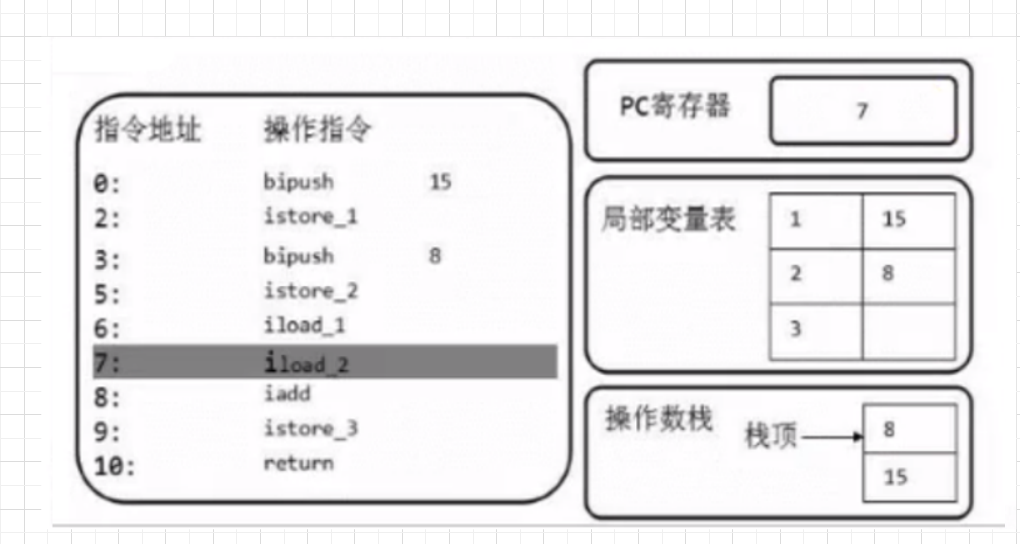 指令地址 操作指令
0: bipush 15
2: istore_1
3: bipush 8
5: istore_2
6: iload_1
7: iload_2
8: iadd
9: istore_3
10: return
PC寄存器 7
局部变量表 1 15
2 8
3
操作数栈 栈顶 8
15